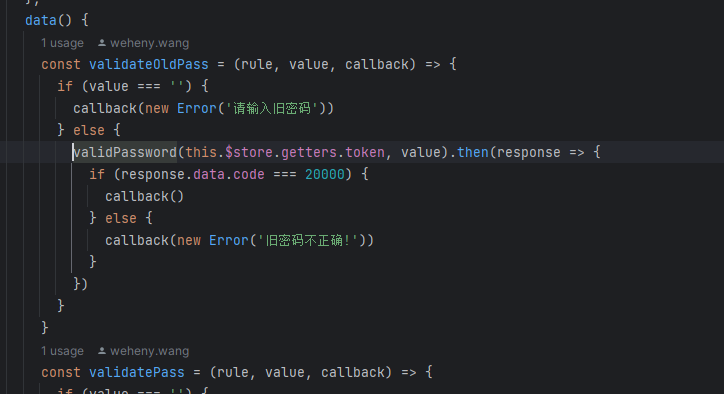 },
data() {
1 usage weheny.wang
const validateOldPass = (rule, value, callback) => {
if (value === '') {
callback(new Error('请输入旧密码'))
} else {
validPassword(this.$store.getters.token, value).then(response => {
if (response.data.code === 20000) {
callback()
} else {
callback(new Error('旧密码不正确!'))
}
})
}
}
1 usage weheny.wang
const validatePass = (rule, value, callback) => {
if (value === '') {